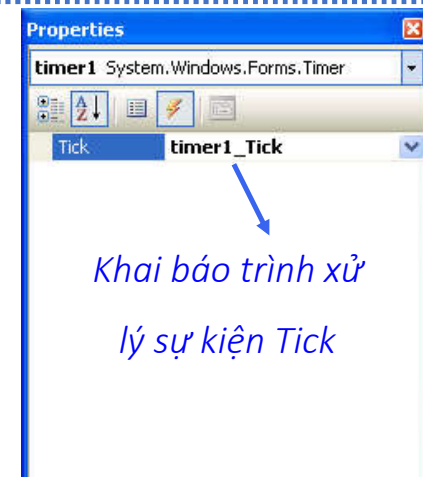 Properties
timer1 System.Windows.Forms.Timer
Tick timer1_Tick
Khai báo trình xử
lý sự kiện Tick